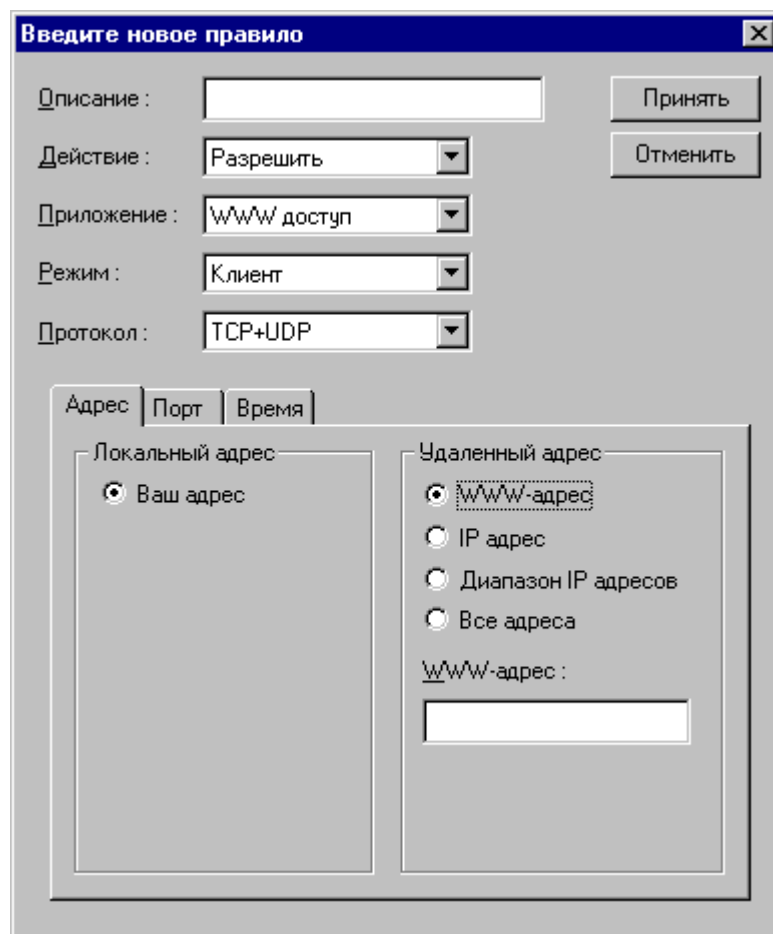 Введите новое правило
Описание :
Принять
Действие : Разрешить
Отменить
Приложение : WWW доступ
Режим : Клиент
Протокол : TCP+UDP
Адрес Порт Время
Локальный адрес
Ваш адрес
Удаленный адрес
WWW-адрес
IP адрес
Диапазон IP адресов
Все адреса
WWW-адрес :